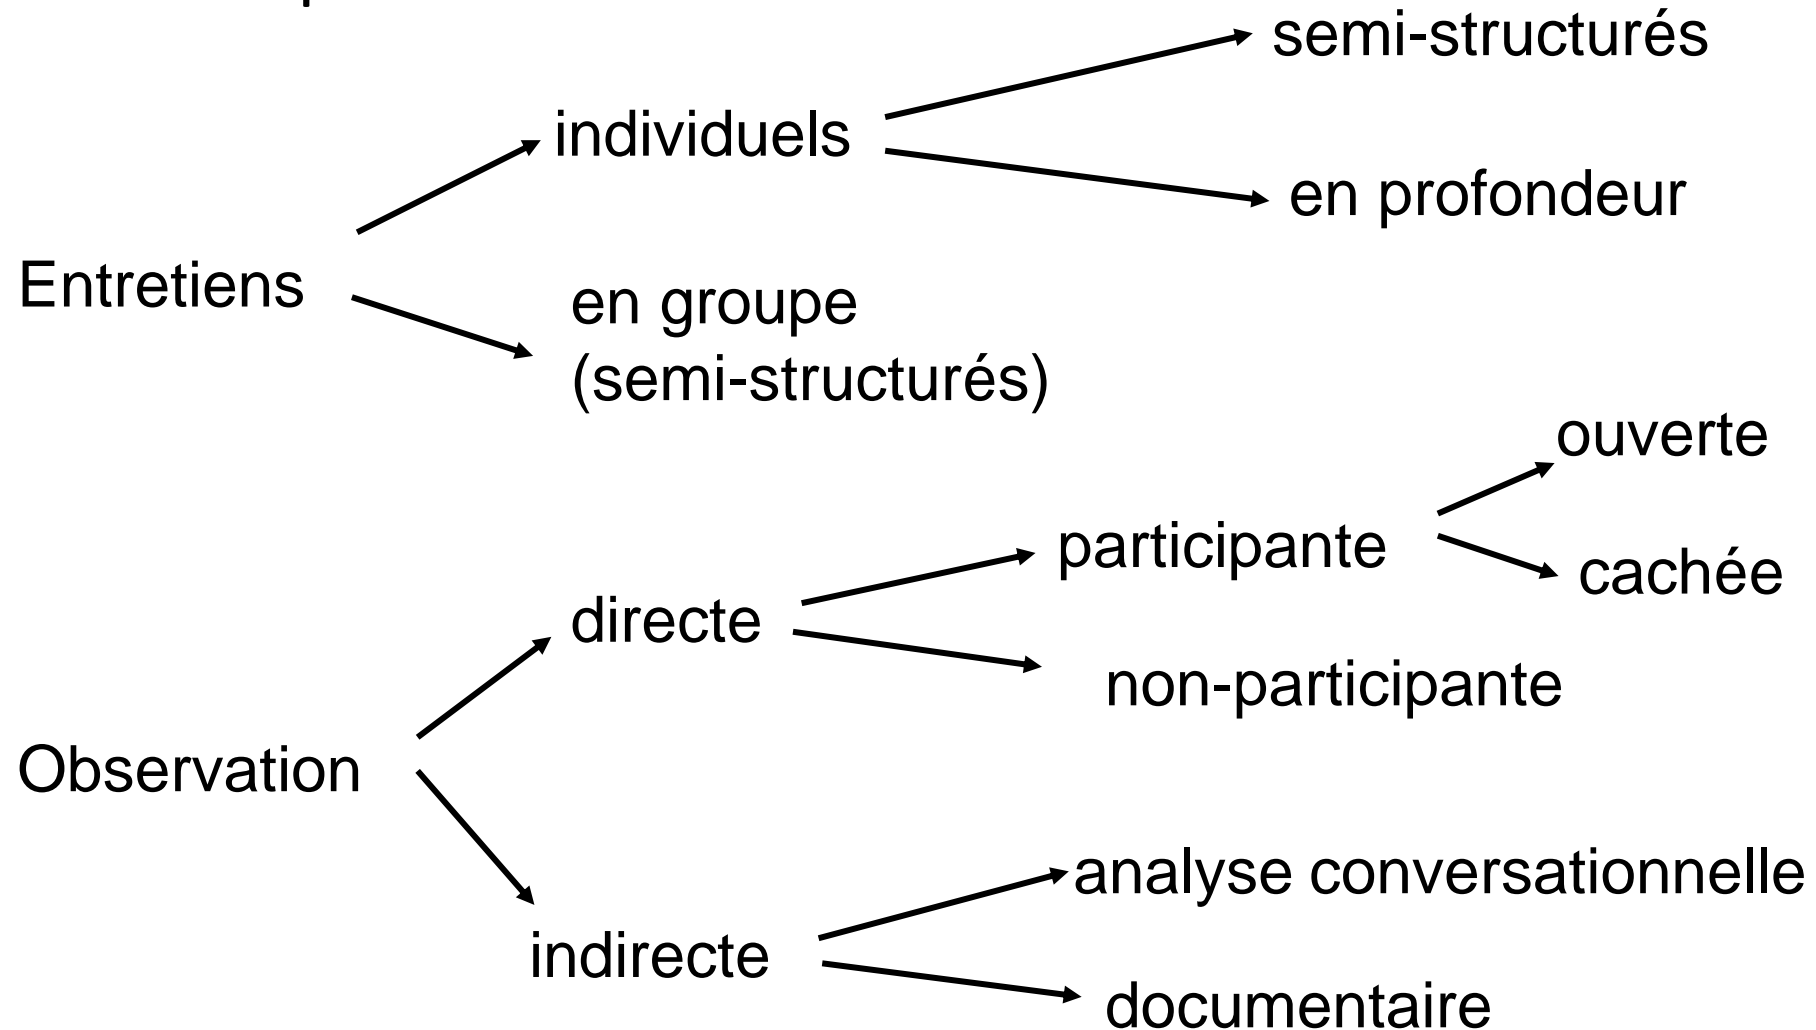 semi-structurés
individuels
en profondeur
Entretiens
en groupe
(semi-structurés)
ouverte
participante
cachée
directe
non-participante
Observation
analyse conversationnelle
indirecte
documentaire